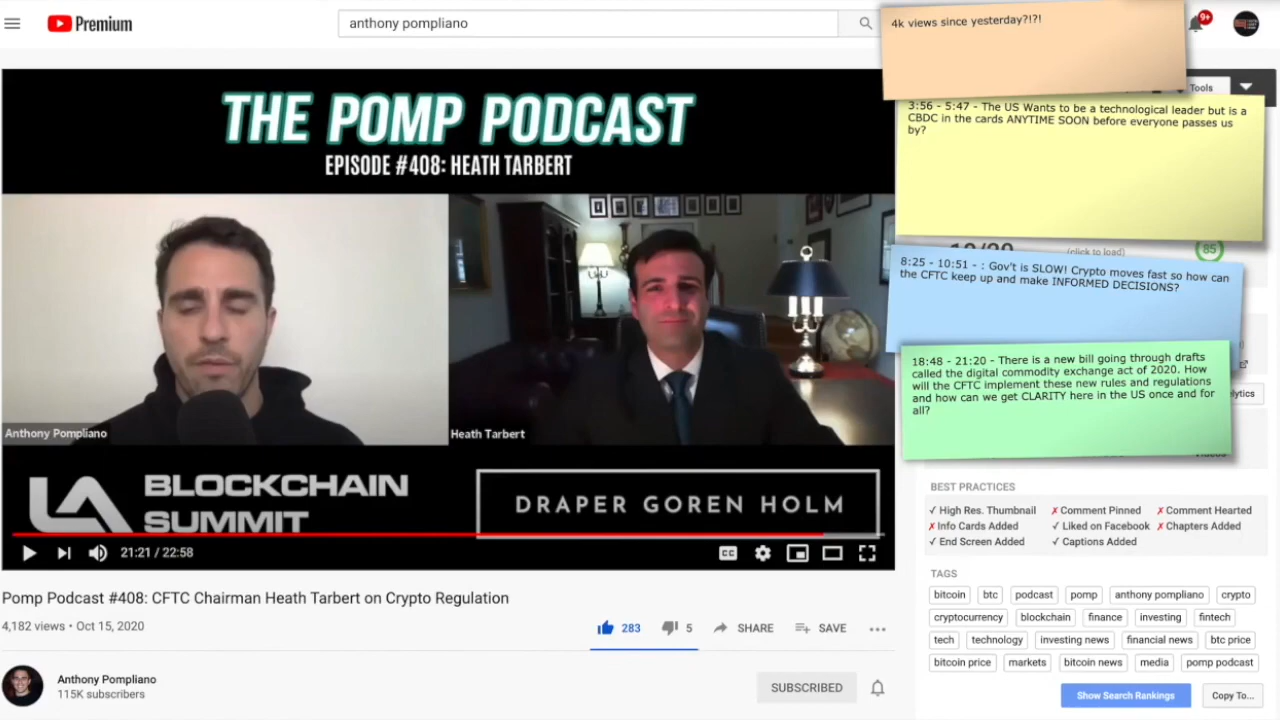 Premium
anthony pompliano
9+
4k views since yesterday?!?!
Tools
3:56 - 5:47 - The US Wants to be a technological leader but is a
CBDC in the cards ANYTIME SOON before everyone passes us
by?
(click to load)
85
8:25 - 10:51 - : Gov't is SLOW! Crypto moves fast so how can
the CFTC keep up and make INFORMED DECISIONS?
18:48 - 21:20 - There is a new bill going through drafts
called the digital commodity exchange act of 2020. How
will the CFTC implement these new rules and regulations
and how can we get CLARITY here in the US once and for
all?
THE POMP PODCAST
EPISODE #408: HEATH TARBERT
Anthony Pompliano
Heath Tarbert
LA BLOCKCHAIN
SUMMIT
DRAPER GOREN HOLM
21:21 / 22:58
CC
Pomp Podcast #408: CFTC Chairman Heath Tarbert on Crypto Regulation
4,182 views • Oct 15, 2020
283
5
SHARE
SAVE
Anthony Pompliano
115K subscribers
SUBSCRIBED
BEST PRACTICES
✓ High Res. Thumbnail ✗ Comment Pinned ✗ Comment Hearted
✗ Info Cards Added ✓ Liked on Facebook ✗ Chapters Added
✓ End Screen Added ✓ Captions Added
TAGS
bitcoin btc podcast pomp anthony pompliano crypto
cryptocurrency blockchain finance investing fintech
tech technology investing news financial news btc price
bitcoin price markets bitcoin news media pomp podcast
Show Search Rankings Copy To...